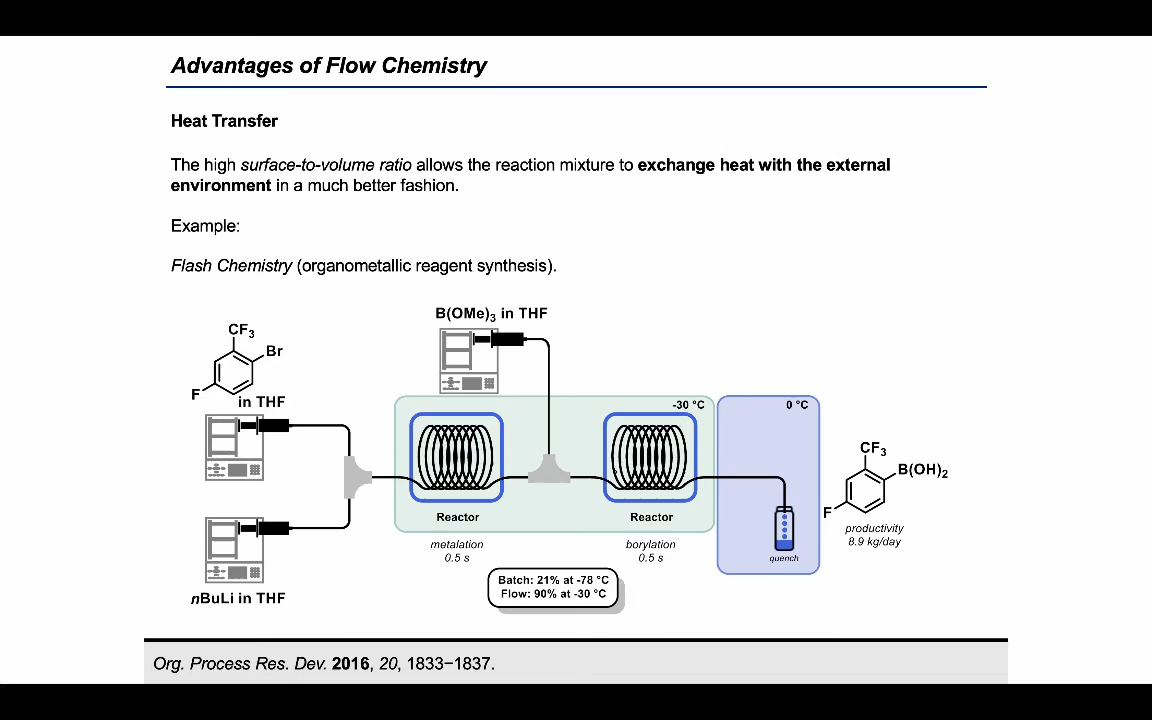 Advantages of Flow Chemistry
Heat Transfer
The high surface-to-volume ratio allows the reaction mixture to exchange heat with the external
environment in a much better fashion.
Example:
Flash Chemistry (organometallic reagent synthesis).
B(OMe)3 in THF
CF3
Br
F
in THF
nBuLi in THF
-30 °C
0 °C
Reactor
Reactor
metalation
0.5 s
borylation
0.5 s
quench
Batch: 21% at -78 °C
Flow: 90% at -30 °C
CF3
B(OH)2
F
productivity
8.9 kg/day
Org. Process Res. Dev. 2016, 20, 1833−1837.